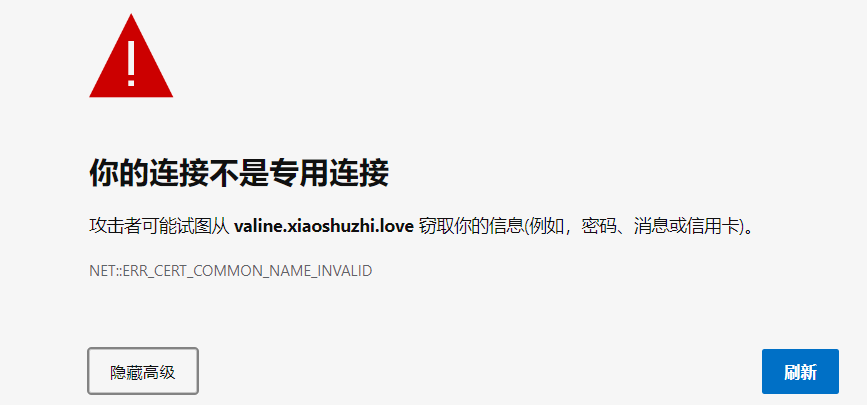 你的连接不是专用连接
攻击者可能试图从 valine.xiaoshuzhi.love 窃取你的信息(例如，密码、消息或信用卡)。
NET::ERR_CERT_COMMON_NAME_INVALID
隐藏高级
刷新